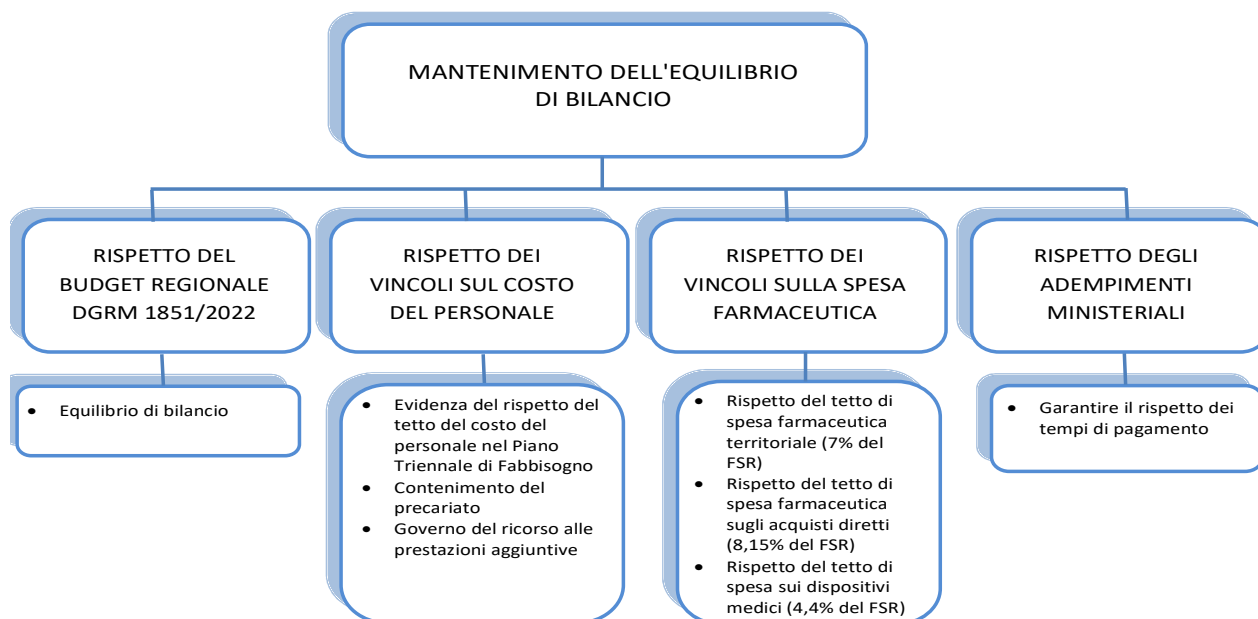 MANTENIMENTO DELL'EQUILIBRIO
DI BILANCIO
RISPETTO DEL
BUDGET REGIONALE
DGRM 1851/2022
• Equilibrio di bilancio
RISPETTO DEI
VINCOLI SUL COSTO
DEL PERSONALE
• Evidenza del rispetto del
tetto del costo del
personale nel Piano
Triennale di Fabbisogno
• Contenimento del
precariato
• Governo del ricorso alle
prestazioni aggiuntive
RISPETTO DEI
VINCOLI SULLA SPESA
FARMACEUTICA
• Rispetto del tetto di
spesa farmaceutica
territoriale (7% del
FSR)
• Rispetto del tetto di
spesa farmaceutica
sugli acquisti diretti
(8,15% del FSR)
• Rispetto del tetto di
spesa sui dispositivi
medici (4,4% del FSR)
RISPETTO DEGLI
ADEMPIMENTI
MINISTERIALI
• Garantire il rispetto dei
tempi di pagamento